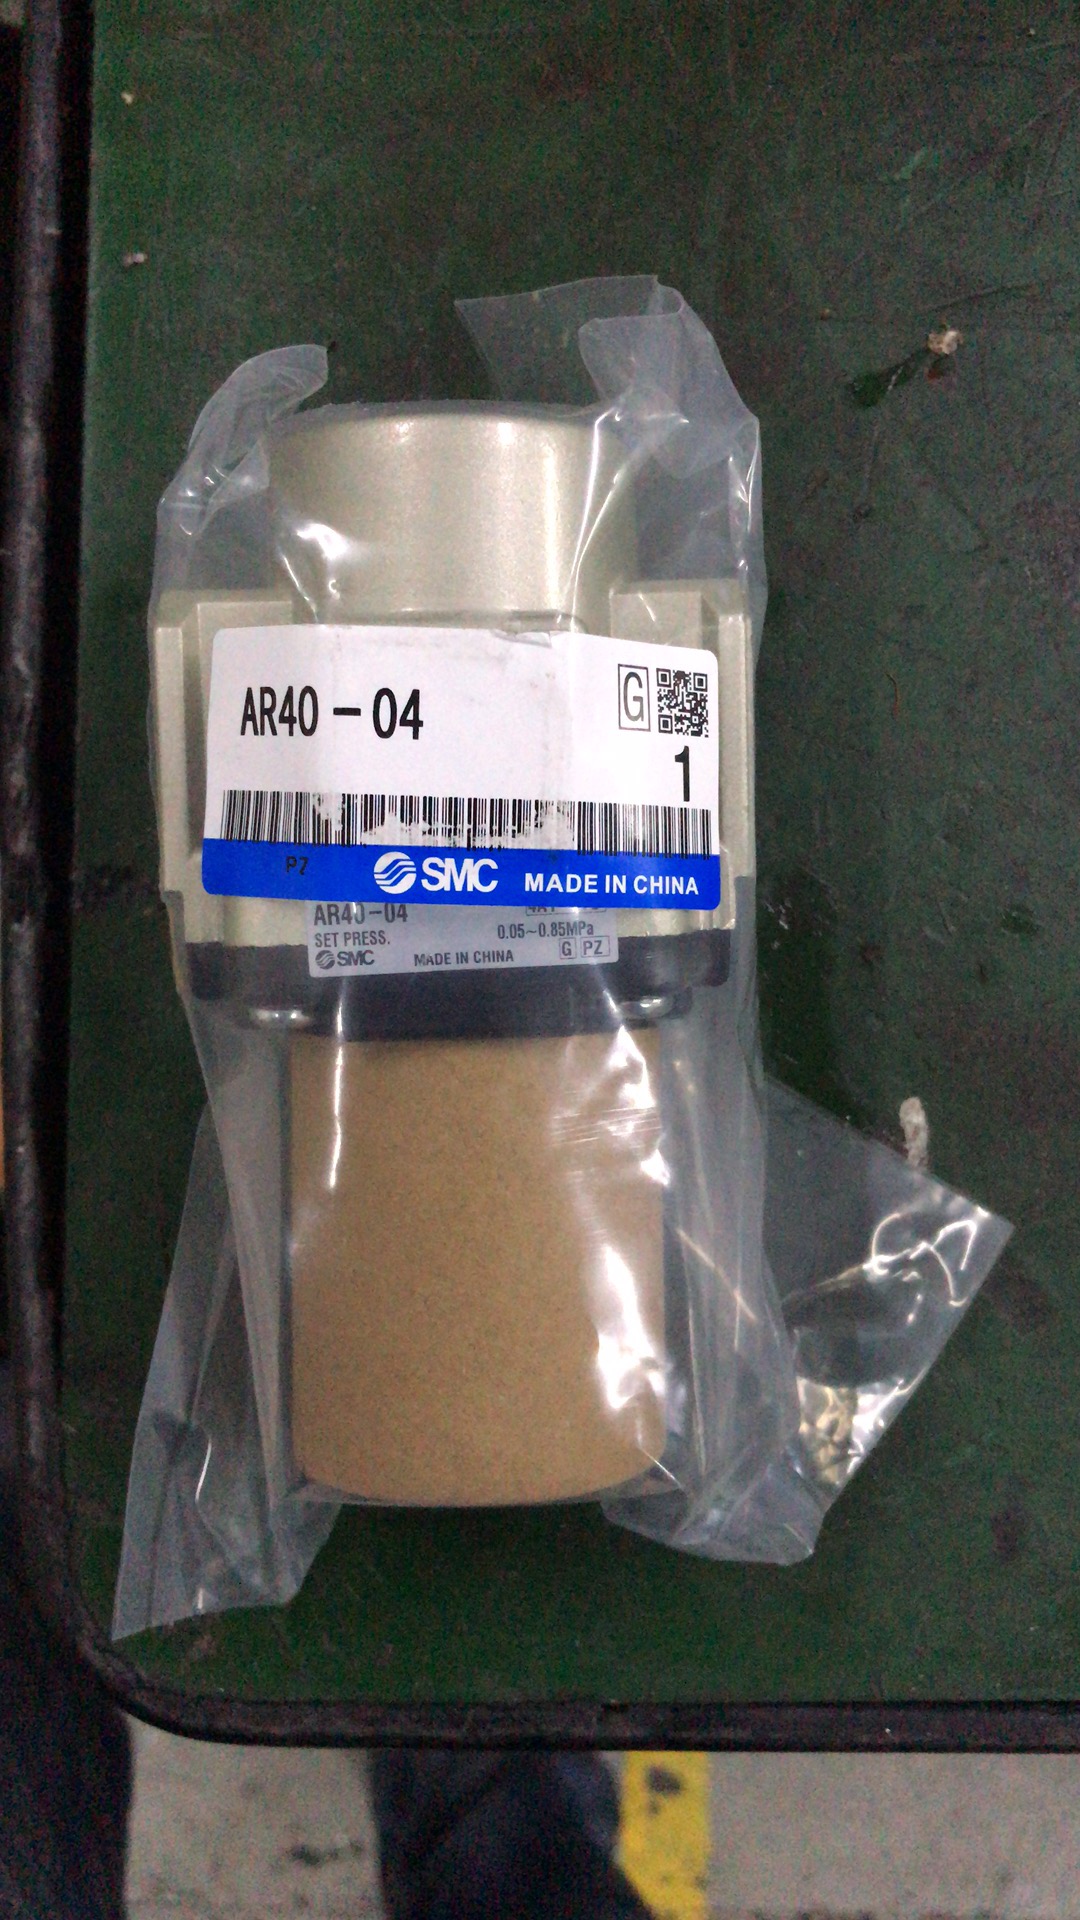 AR40-04
G
1
PZ
SMC MADE IN CHINA
AR40-04
SET PRESS. 0.05~0.85MPa
SMC MADE IN CHINA G PZ